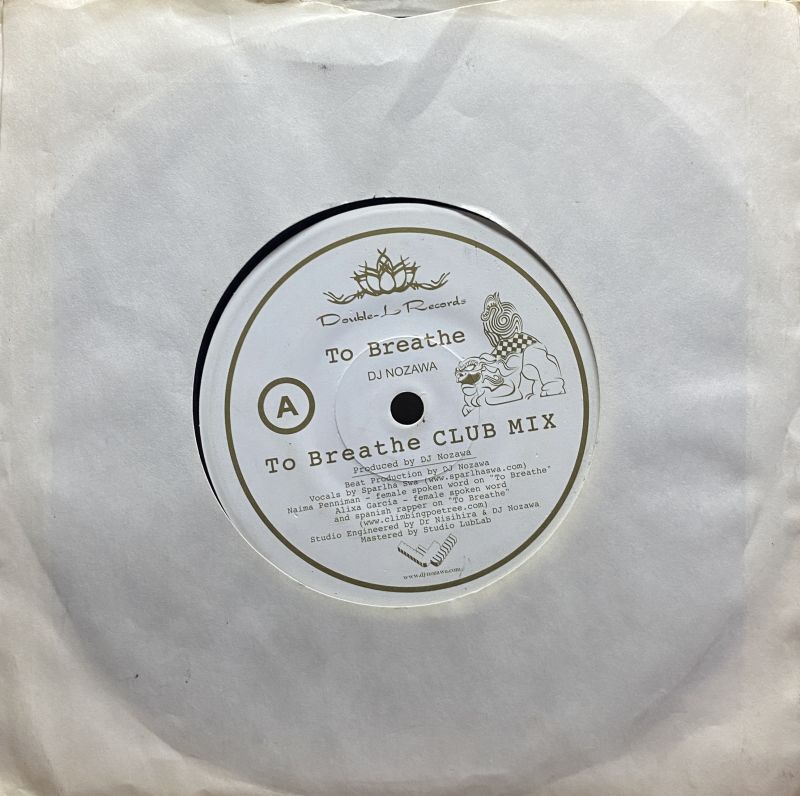 Double-L Records
To Breathe
DJ NOZAWA
A
To Breathe CLUB MIX
Produced by DJ Nozawa
Beat Production by DJ Nozawa
Vocals by Sparlha Swa (www.sparlhaswa.com)
Naima Penniman - female spoken word on "To Breathe"
Alixa Garcia - female spoken word
and spanish rapper on "To Breathe"
(www.climbingpoetree.com)
Studio Engineered by Dr Nisihira & DJ Nozawa
Mastered by Studio LubLab
www.djnozawa.com